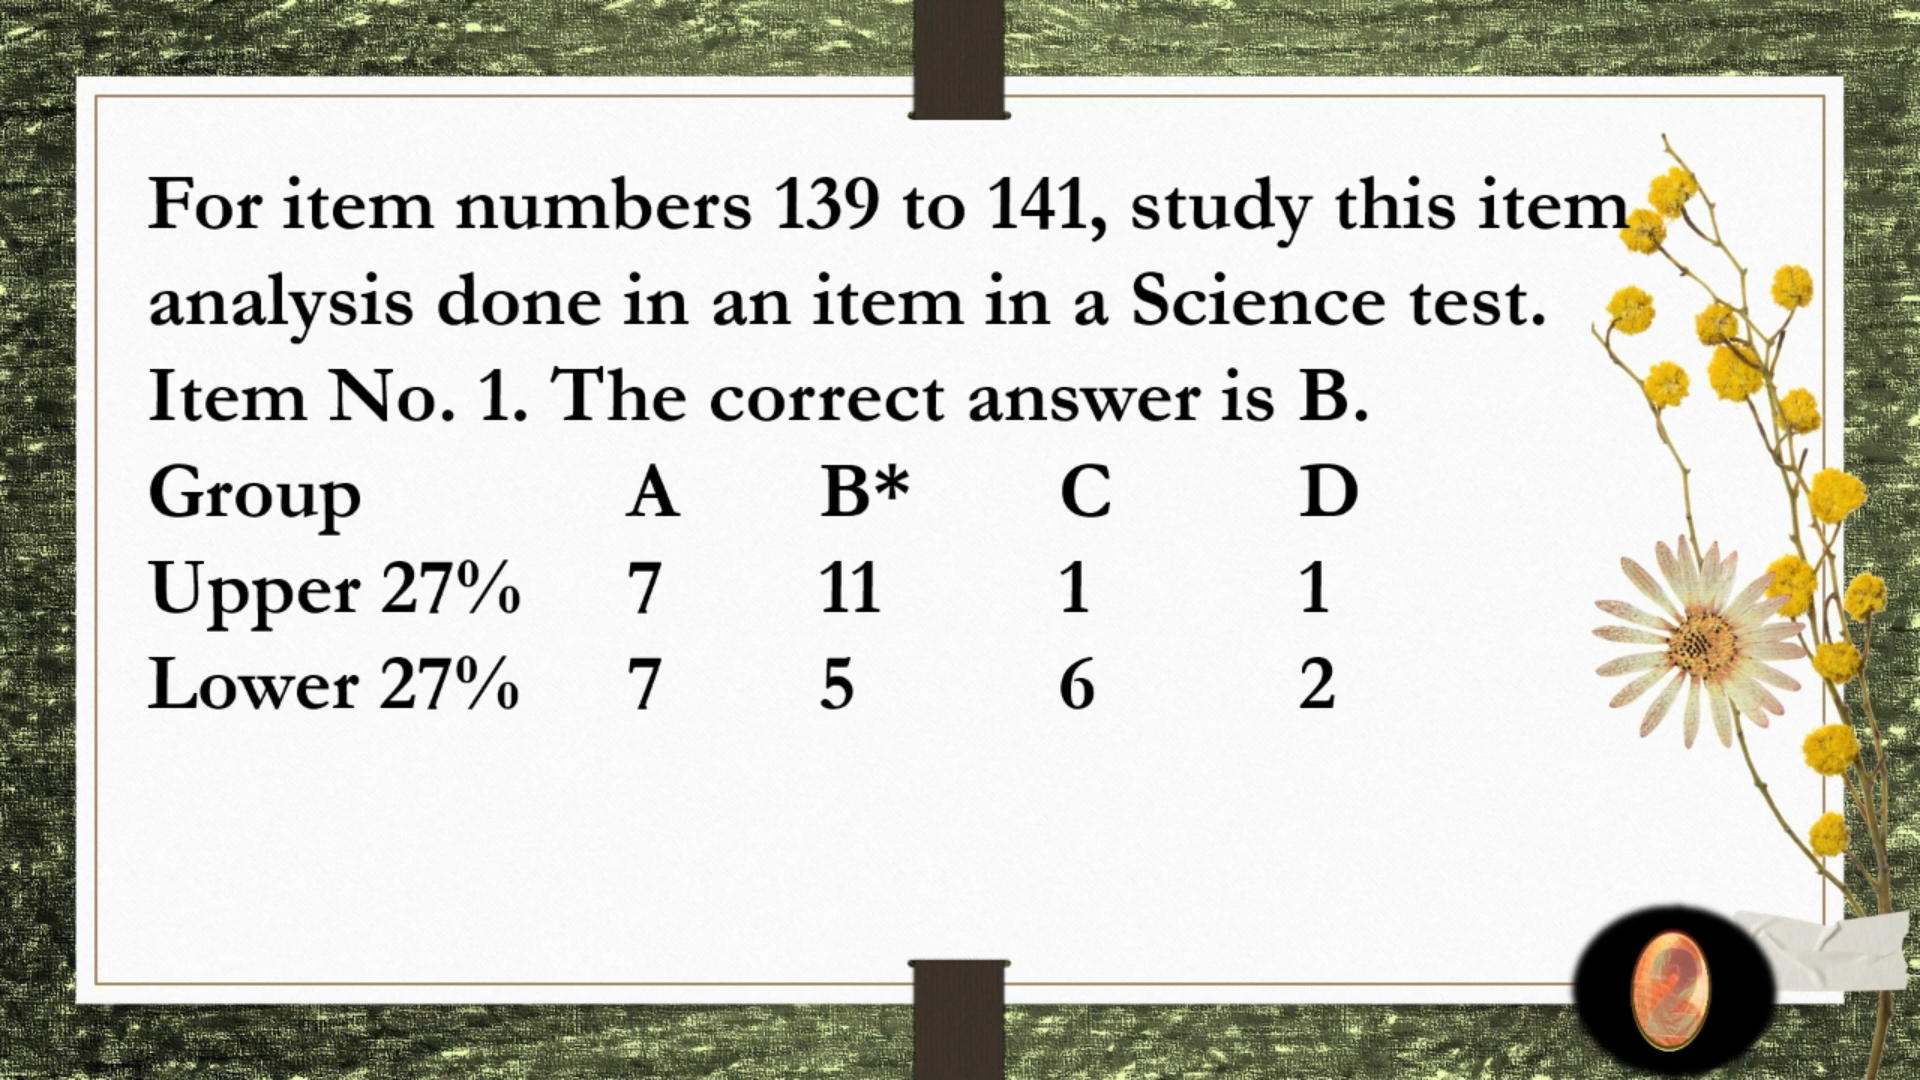 For item numbers 139 to 141, study this item
analysis done in an item in a Science test.
Item No. 1. The correct answer is B.
Group A B* C D
Upper 27% 7 11 1 1
Lower 27% 7 5 6 2